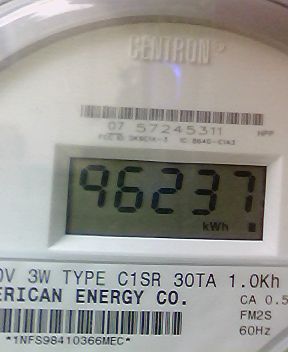 CENTRON®
07 57245311
HPP
96237
kWh
0V 3W TYPE C1SR 30TA 1.0Kh
ERICAN ENERGY CO.
CA 0.5
FM2S
60Hz
*1NFS98410366MEC*